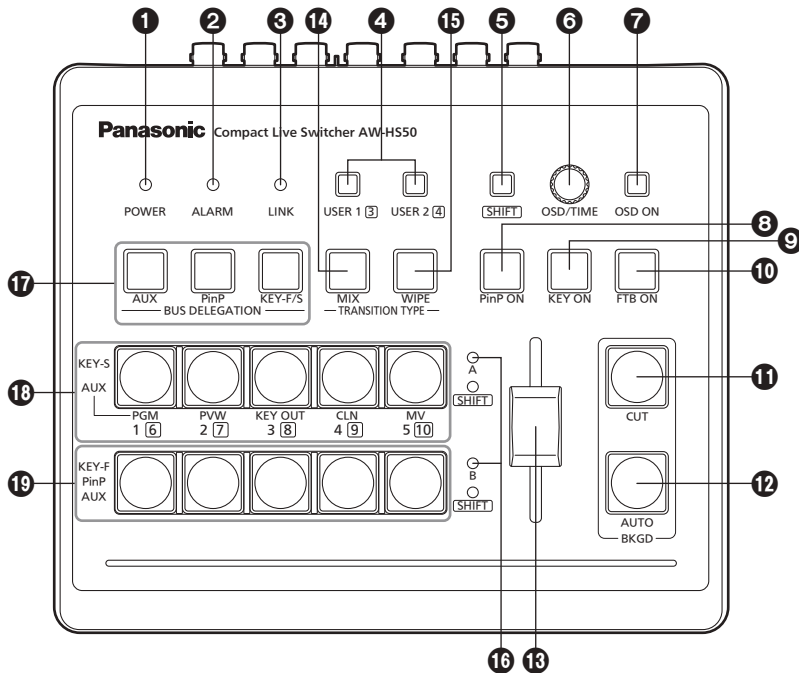 1 2 3 14 4 15 5 6 7
Panasonic Compact Live Switcher AW-HS50
POWER ALARM LINK USER 1 3 USER 2 4 SHIFT OSD/TIME OSD ON
8
9
17 10
AUX PinP KEY-F/S MIX WIPE PinP ON KEY ON FTB ON
BUS DELEGATION TRANSITION TYPE
KEY-S A
18 AUX SHIFT 11
PGM PVW KEY OUT CLN MV CUT
1 6 2 7 3 8 4 9 5 10
KEY-F
19 PinP B 12
AUX SHIFT
AUTO
BKGD
16 13